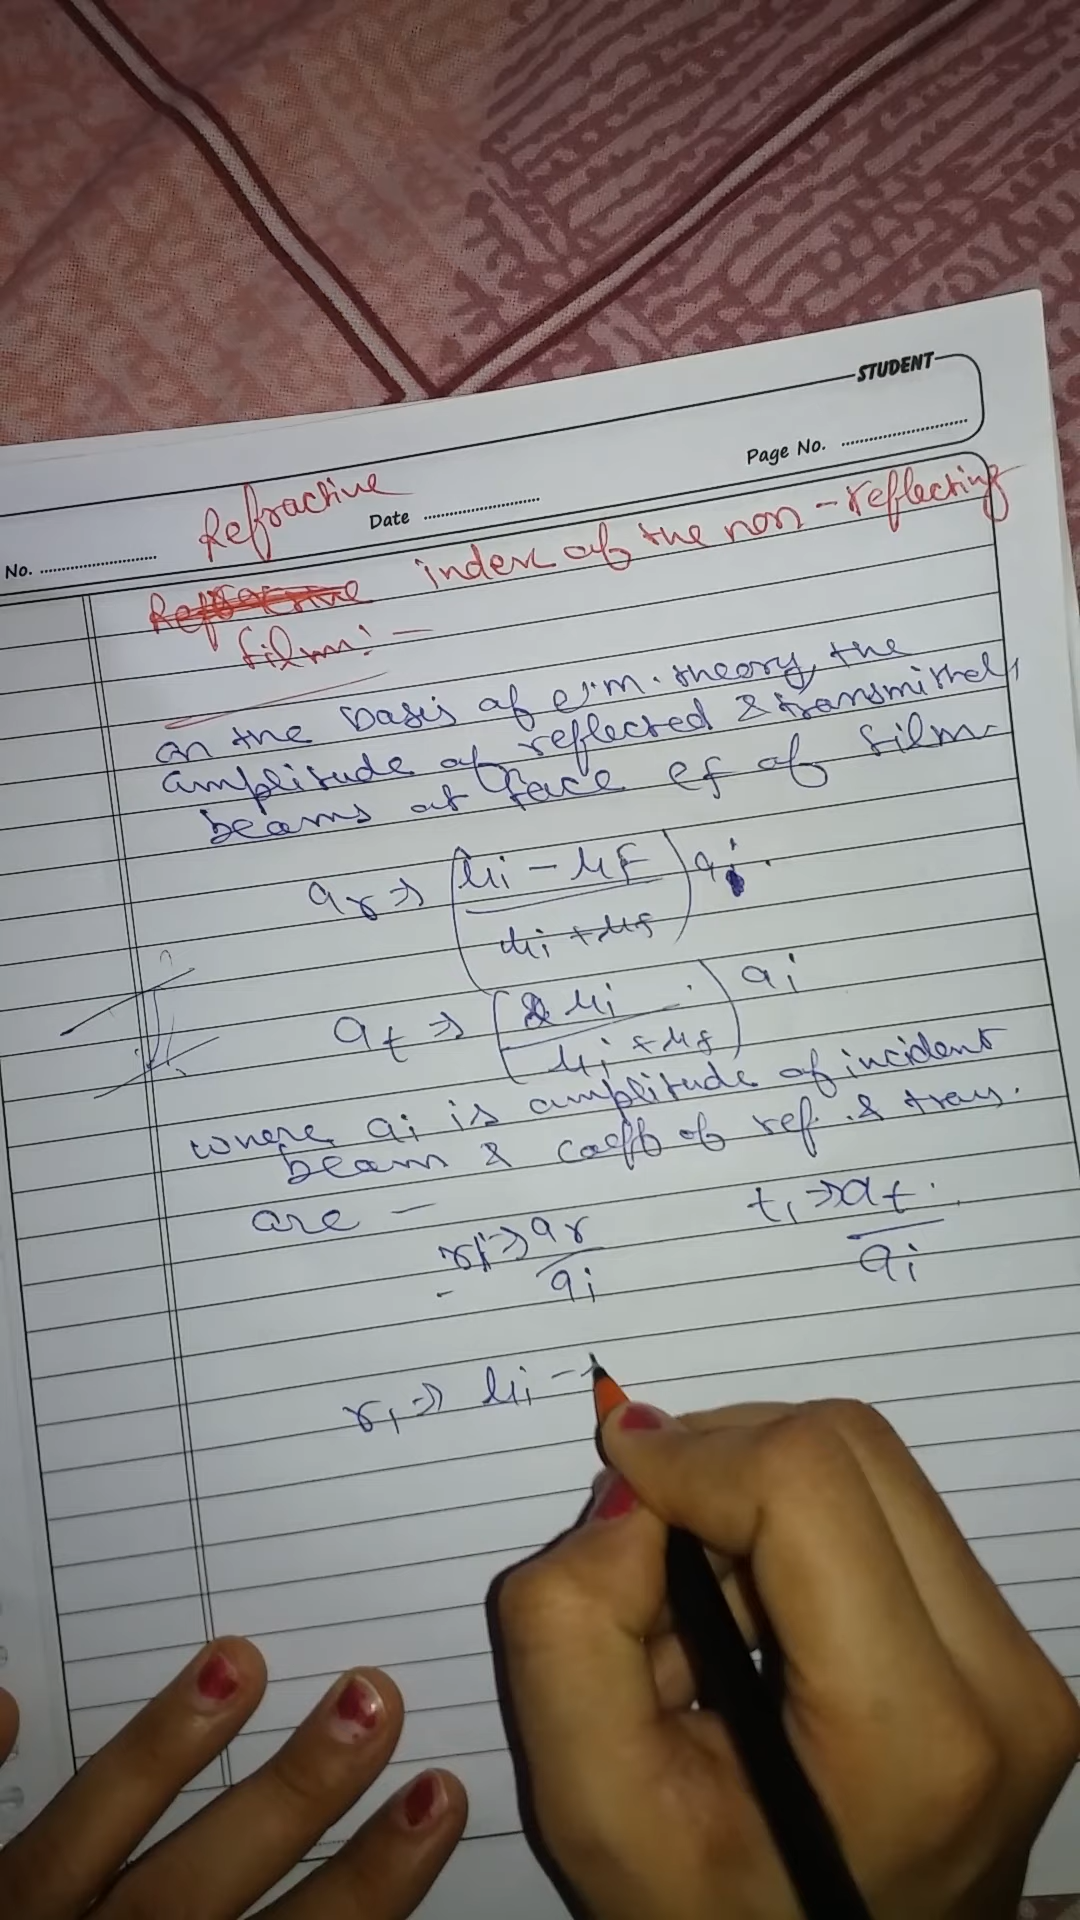 STUDENT
Page No.
No.
Date
Refractive
Refractive index of the non-reflecting
film:-
on the basis of e.m. theory, the
amplitude of reflected & transmitted
beams at face ef of film-
ar ⇒ (μi - μF / μi + μf) ai
at ⇒ (2μi / μi + μf) ai
where ai is amplitude of incident
beam & coeff of ref. & tran.
are -
r1 ⇒ ar / ai t1 ⇒ at / ai
r1 ⇒ μi -